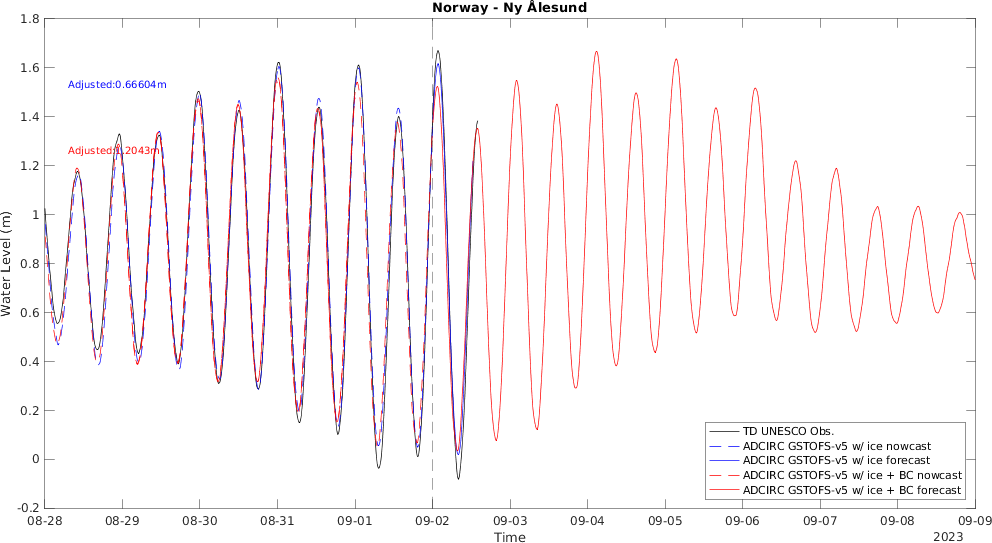 Norway - Ny Ålesund
1.8
1.6
1.4
1.2
1
0.8
0.6
0.4
0.2
0
-0.2
Water Level (m)
Adjusted:0.66604m
Adjusted:0.2043m
TD UNESCO Obs.
ADCIRC GSTOFS-v5 w/ ice nowcast
ADCIRC GSTOFS-v5 w/ ice forecast
ADCIRC GSTOFS-v5 w/ ice + BC nowcast
ADCIRC GSTOFS-v5 w/ ice + BC forecast
08-28 08-29 08-30 08-31 09-01 09-02 09-03 09-04 09-05 09-06 09-07 09-08 09-09
Time
2023